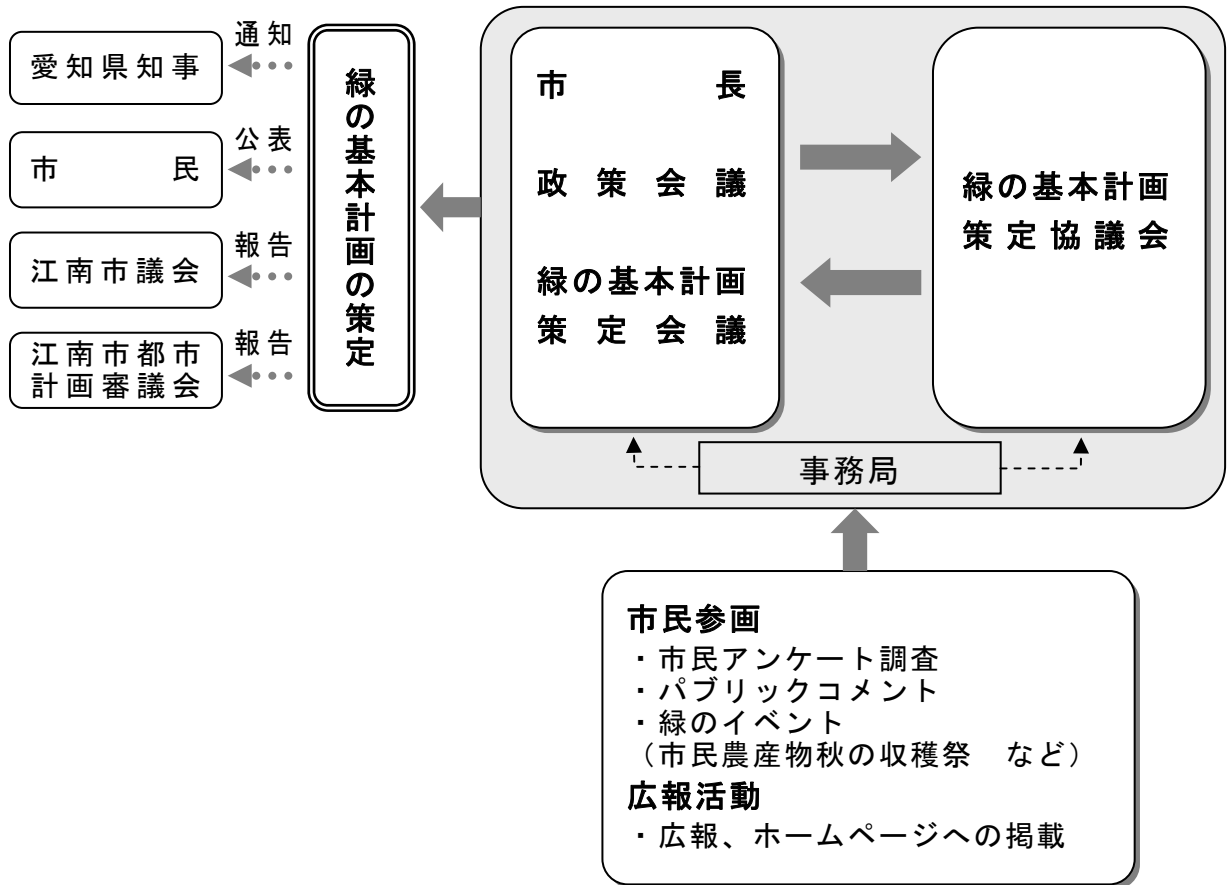 愛知県知事
通知
市民
公表
江南市議会
報告
江南市都市
計画審議会
報告
緑の基本計画の策定
市長
政策会議
緑の基本計画
策定会議
緑の基本計画
策定協議会
事務局
市民参画
・市民アンケート調査
・パブリックコメント
・緑のイベント
（市民農産物秋の収穫祭　など）
広報活動
・広報、ホームページへの掲載